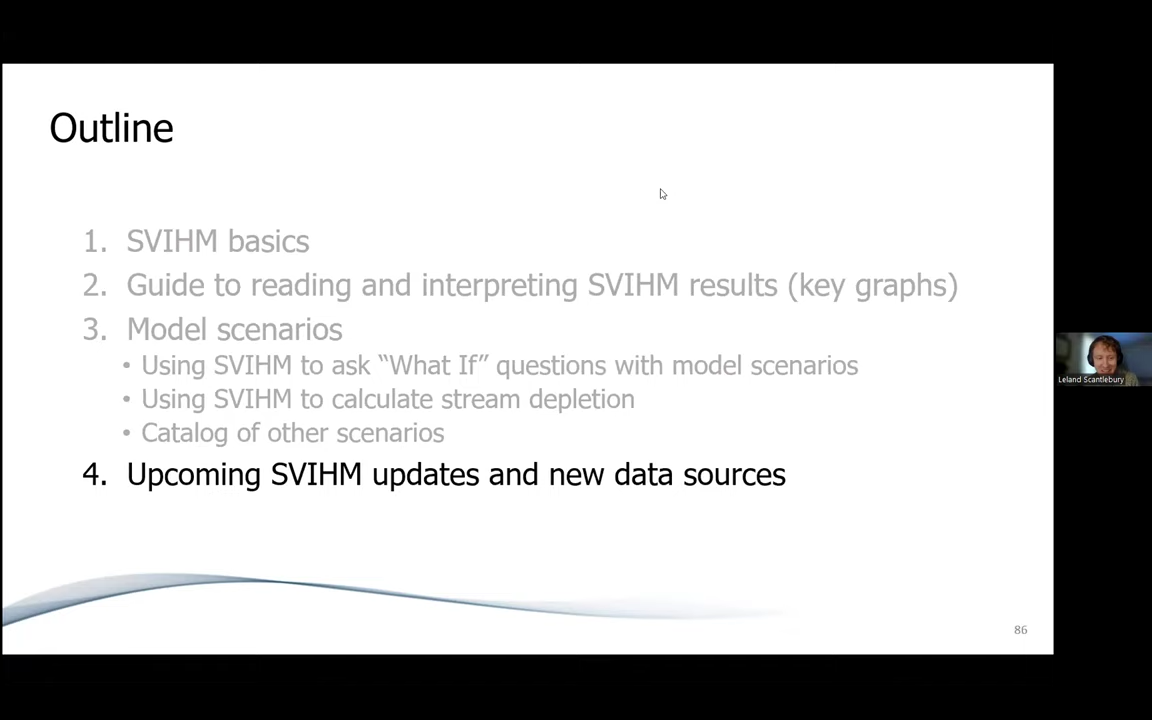 Outline
1. SVIHM basics
2. Guide to reading and interpreting SVIHM results (key graphs)
3. Model scenarios
• Using SVIHM to ask “What If” questions with model scenarios
• Using SVIHM to calculate stream depletion
• Catalog of other scenarios
4. Upcoming SVIHM updates and new data sources
86
Leland Scantlebury